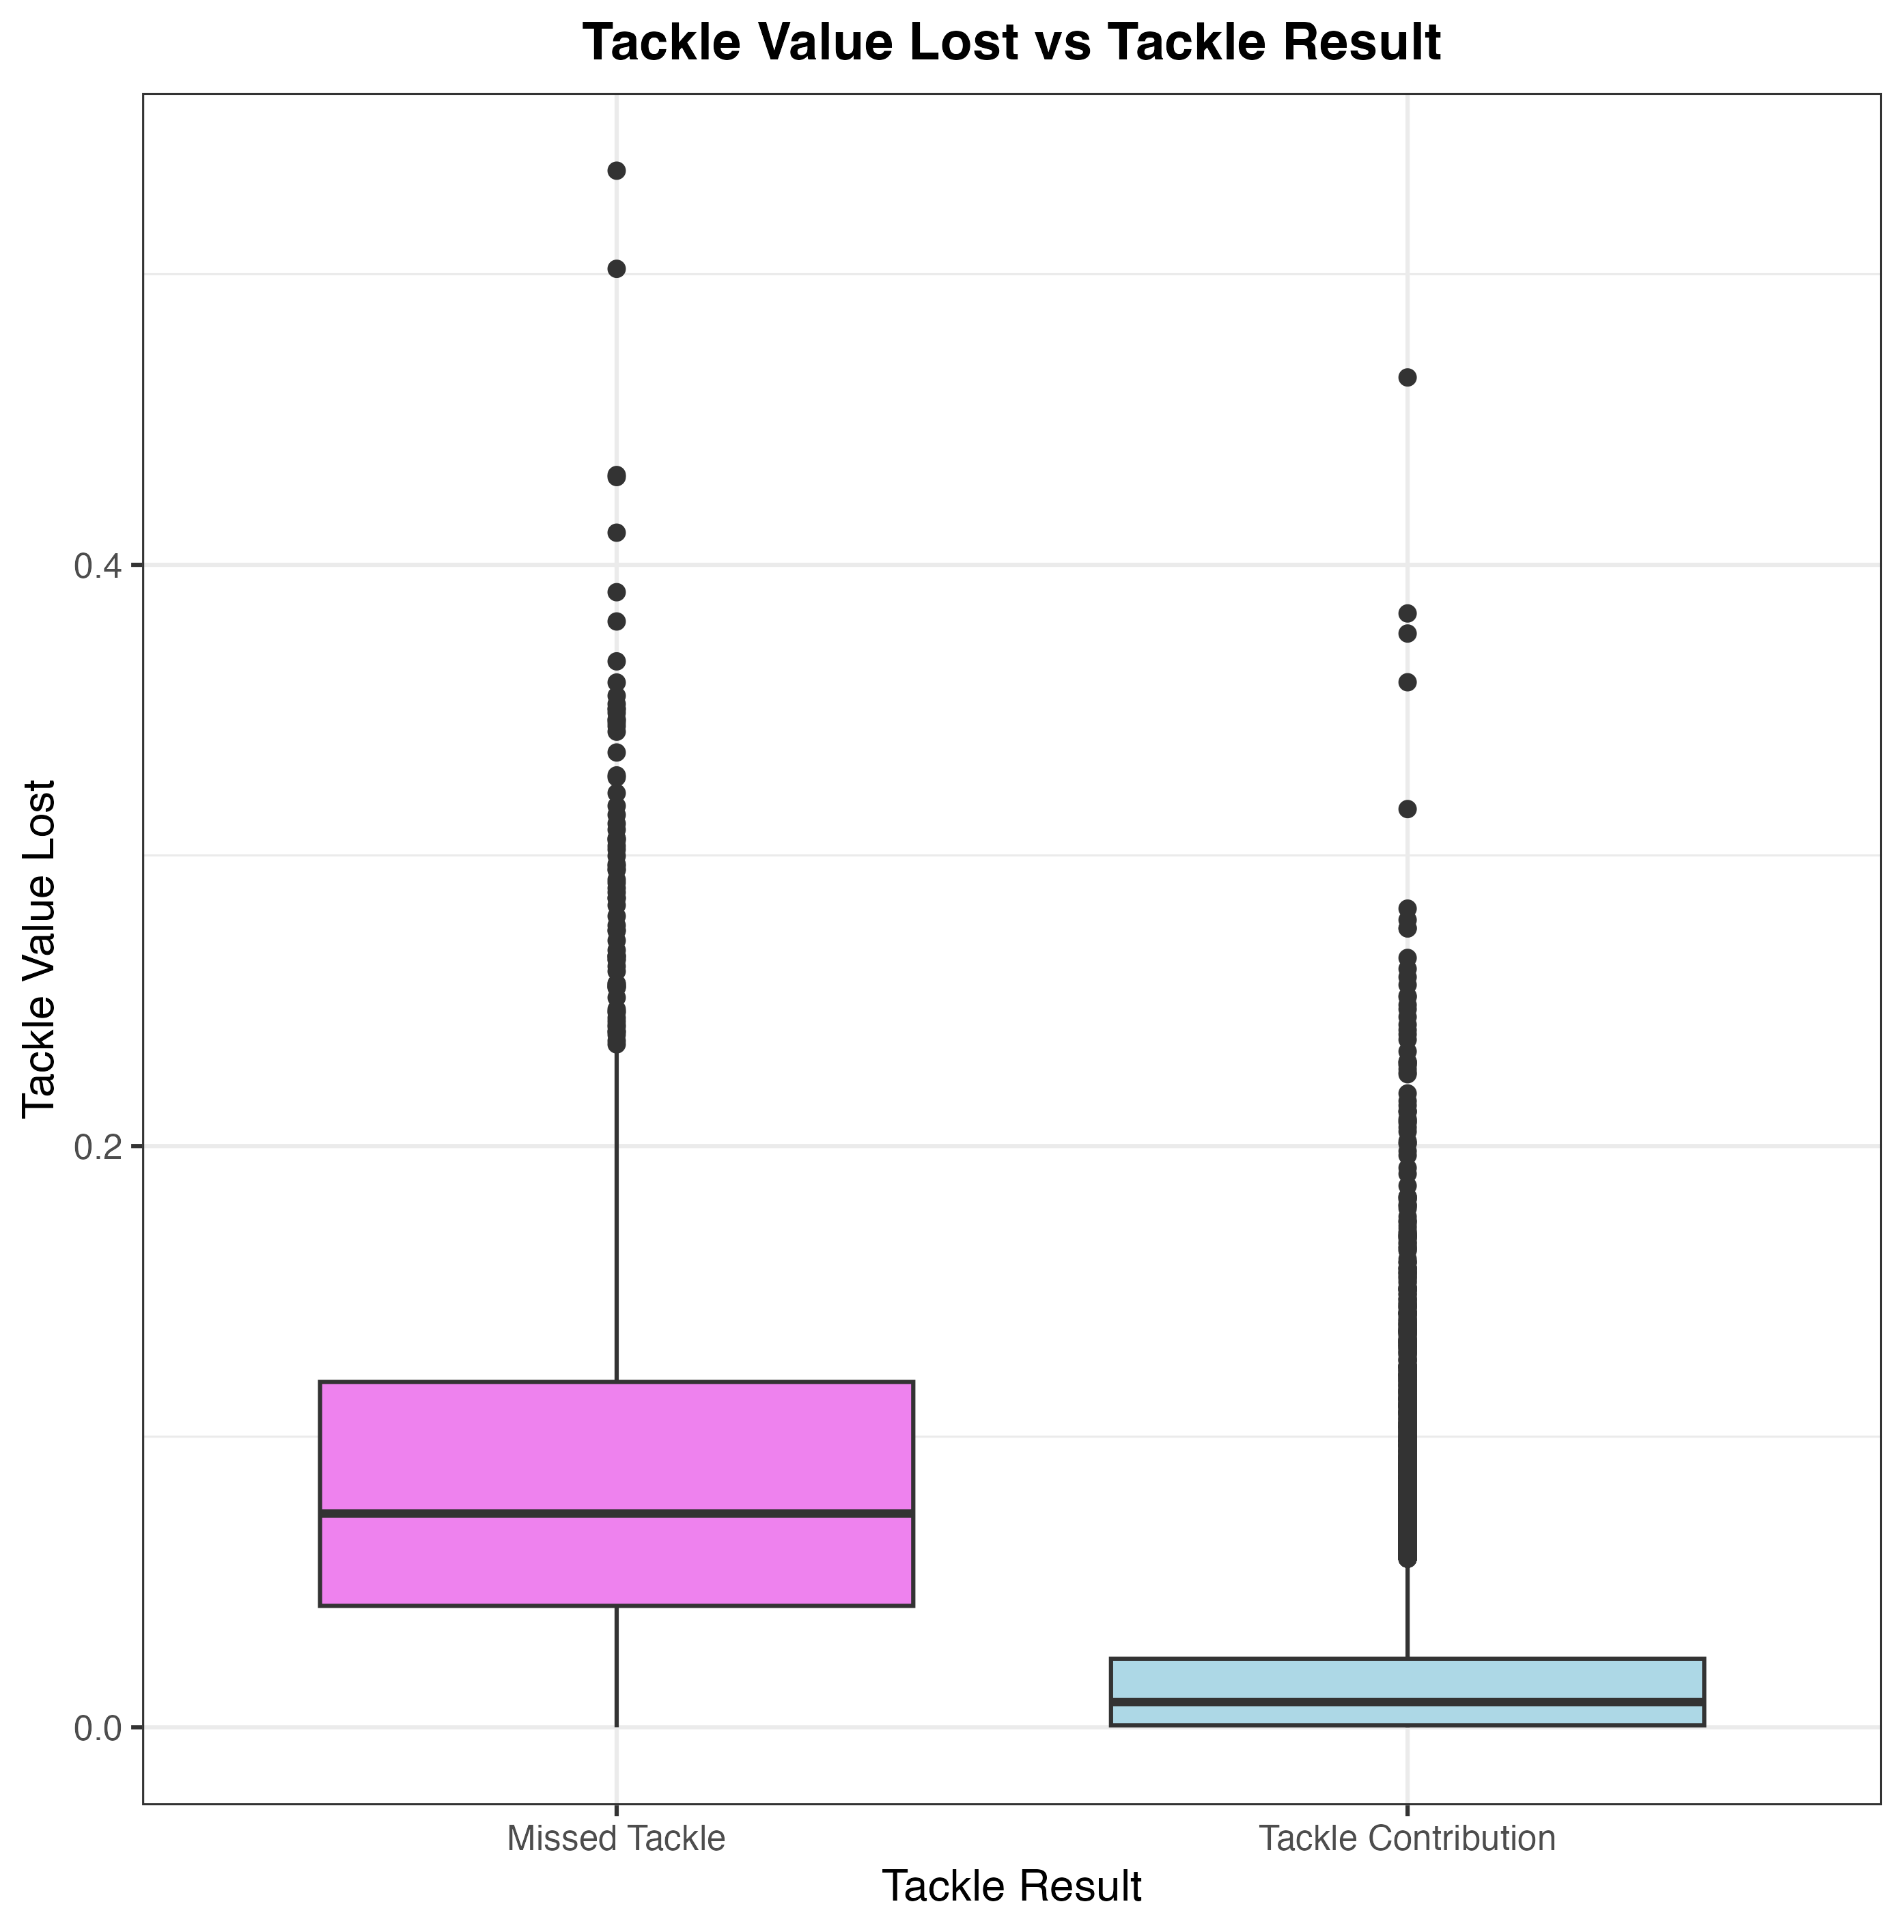 Tackle Value Lost vs Tackle Result
Tackle Value Lost
0.4
0.2
0.0
Missed Tackle
Tackle Contribution
Tackle Result